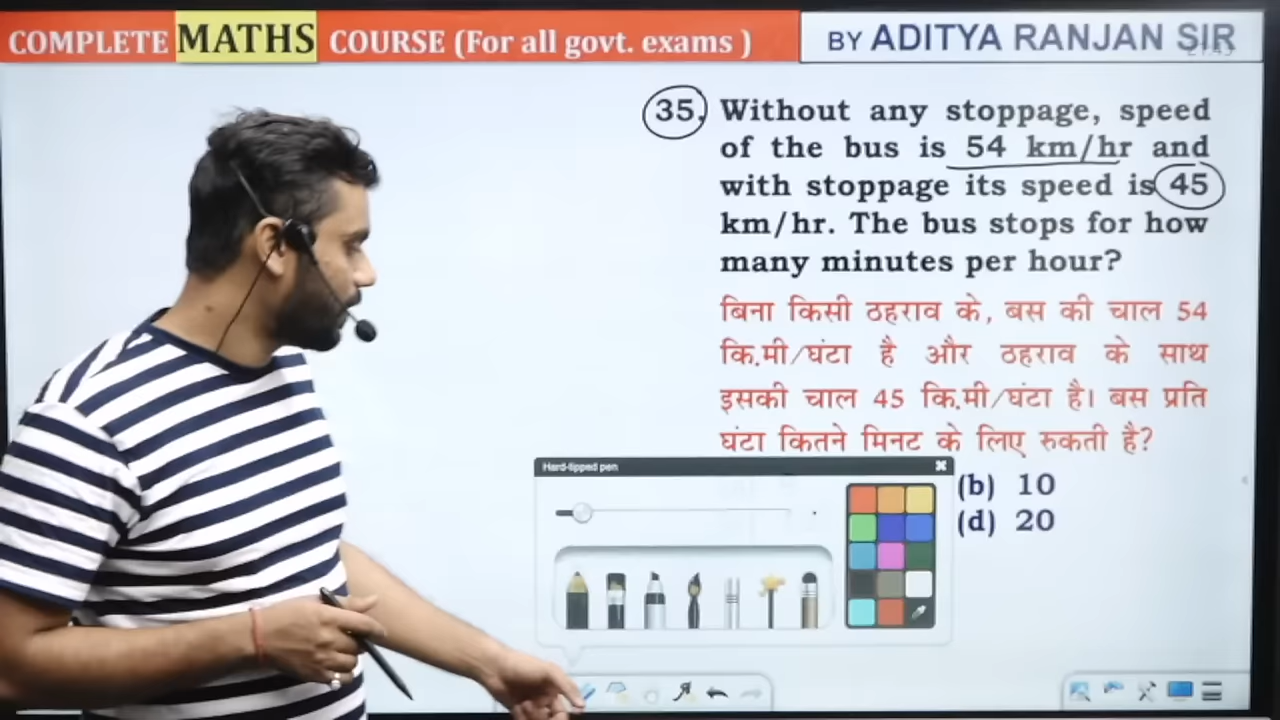 COMPLETE MATHS COURSE (For all govt. exams )
BY ADITYA RANJAN SIR
35. Without any stoppage, speed
of the bus is 54 km/hr and
with stoppage its speed is 45
km/hr. The bus stops for how
many minutes per hour?
बिना किसी ठहराव के, बस की चाल 54
कि.मी/घंटा है और ठहराव के साथ
इसकी चाल 45 कि.मी/घंटा है। बस प्रति
घंटा कितने मिनट के लिए रुकती है?
Hard-tipped pen
(b) 10
(d) 20